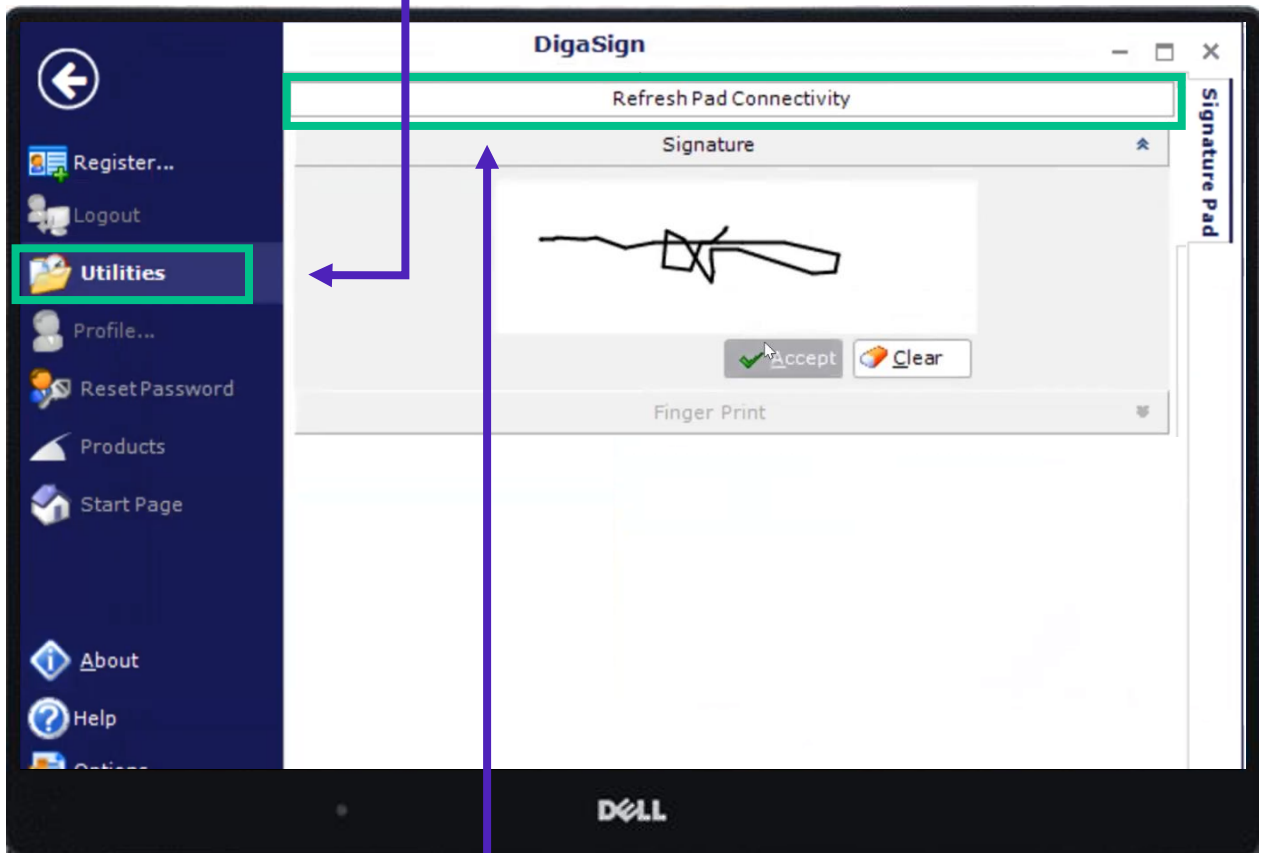 DigaSign
Refresh Pad Connectivity
Signature
Accept
Clear
Finger Print
Signature Pad
Register...
Logout
Utilities
Profile...
Reset Password
Products
Start Page
About
Help
Options
DELL